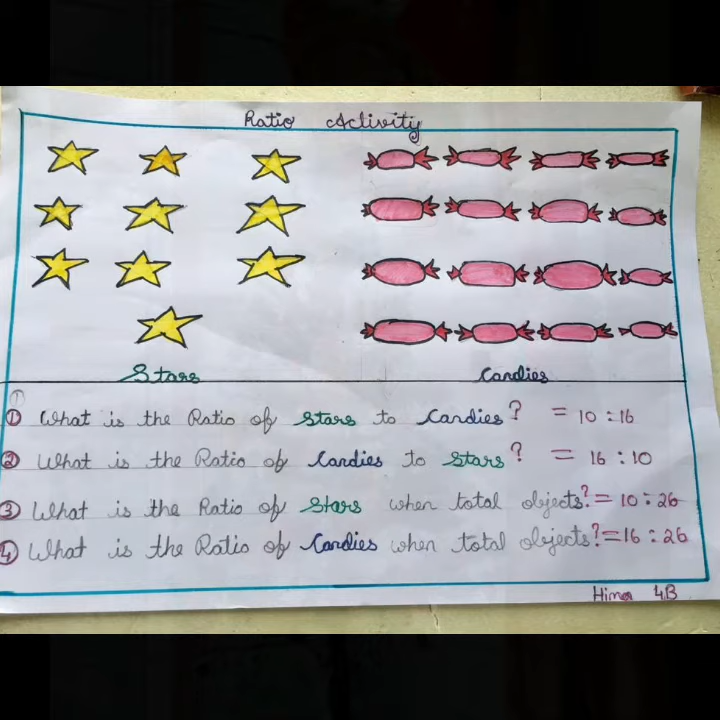 Ratio Activity
Stars
Candies
① What is the Ratio of Stars to Candies? = 10:16
② What is the Ratio of Candies to Stars? = 16:10
③ What is the Ratio of Stars when total objects? = 10:26
④ What is the Ratio of Candies when total objects? = 16:26
Hima 4B